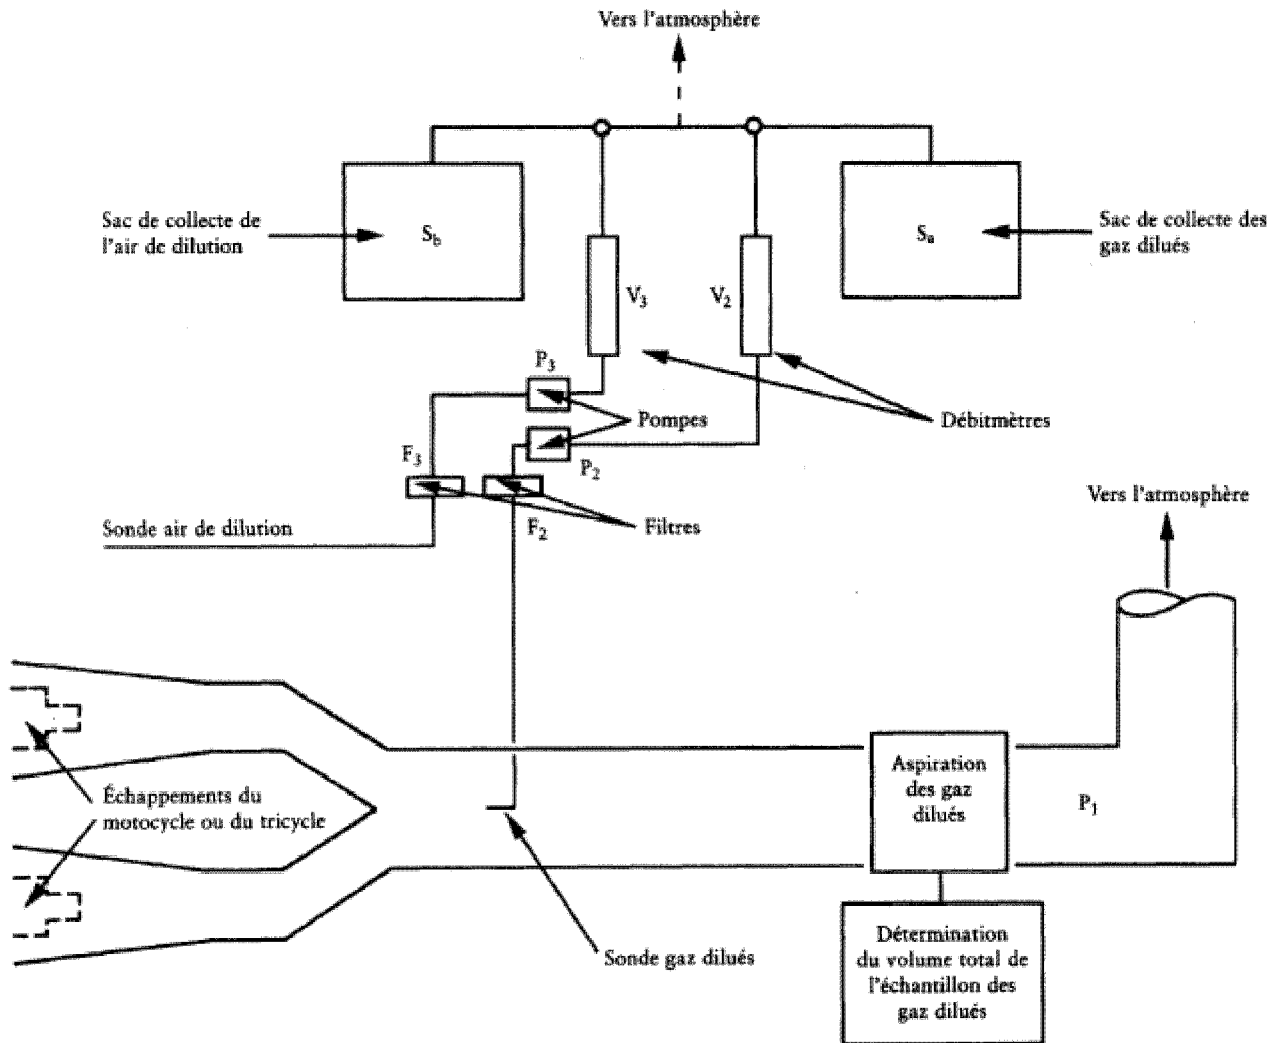 Vers l'atmosphère
Sac de collecte de
l'air de dilution
Sb
Sa
Sac de collecte des
gaz dilués
V3
V2
P3
Pompes
Débitmètres
F3
P2
Vers l'atmosphère
Sonde air de dilution
F2
Filtres
Aspiration
des gaz
dilués
P1
Échappements du
motocycle ou du tricycle
Sonde gaz dilués
Détermination
du volume total de
l'échantillon des
gaz dilués